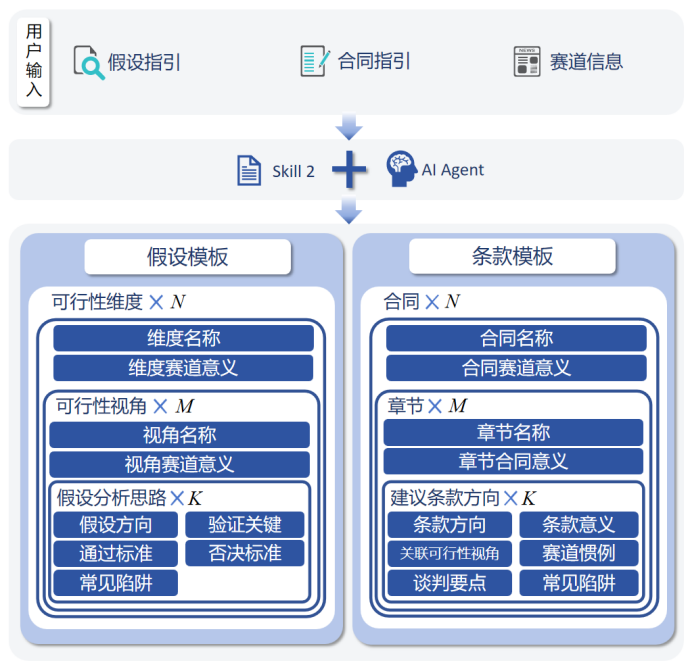 用户输入
假设指引
合同指引
NEWS
赛道信息
Skill 2
AI Agent
假设模板
可行性维度 × N
维度名称
维度赛道意义
可行性视角 × M
视角名称
视角赛道意义
假设分析思路 × K
假设方向
验证关键
通过标准
否决标准
常见陷阱
条款模板
合同 × N
合同名称
合同赛道意义
章节 × M
章节名称
章节合同意义
建议条款方向 × K
条款方向
条款意义
关联可行性视角
赛道惯例
谈判要点
常见陷阱